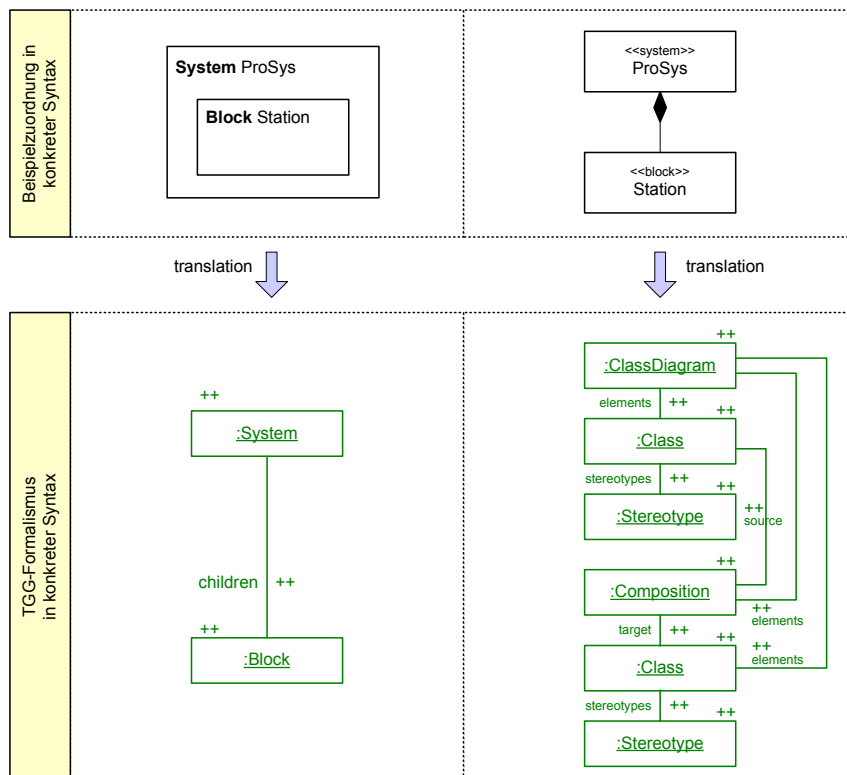 Beispielzuordnung in
konkreter Syntax
System ProSys
Block Station
<<system>>
ProSys
<<block>>
Station
translation
translation
TGG-Formalismus
in konkreter Syntax
++
:System
children ++
++
:Block
++
:ClassDiagram
elements ++ ++
:Class
stereotypes ++ ++
:Stereotype
++
source
++
:Composition
target ++ ++
++
elements
:Class
++
elements
stereotypes ++ ++
:Stereotype